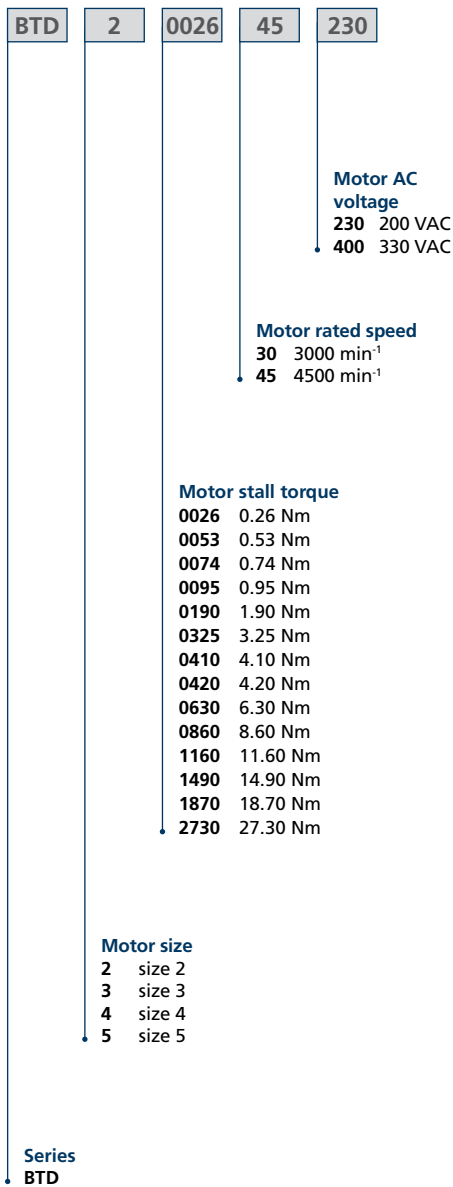 BTD 2 0026 45 230
Motor AC
voltage
230 200 VAC
400 330 VAC
Motor rated speed
30 3000 min-1
45 4500 min-1
Motor stall torque
0026 0.26 Nm
0053 0.53 Nm
0074 0.74 Nm
0095 0.95 Nm
0190 1.90 Nm
0325 3.25 Nm
0410 4.10 Nm
0420 4.20 Nm
0630 6.30 Nm
0860 8.60 Nm
1160 11.60 Nm
1490 14.90 Nm
1870 18.70 Nm
2730 27.30 Nm
Motor size
2 size 2
3 size 3
4 size 4
5 size 5
Series
BTD